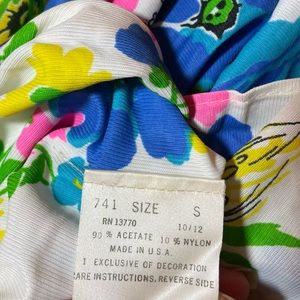 741 SIZE S
RN 13770 10/12
90 % ACETATE 10 % NYLON
MADE IN U.S.A.
1 EXCLUSIVE OF DECORATION
CARE INSTRUCTIONS, REVERSE SIDE